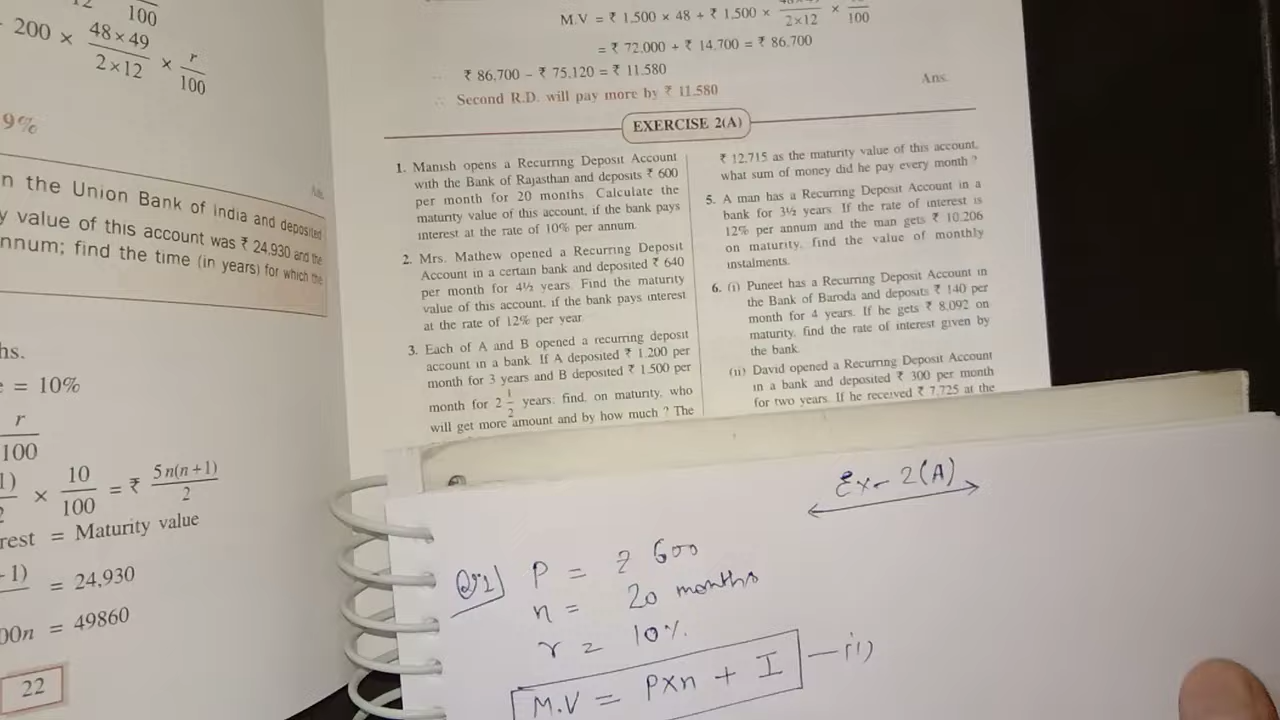 12
100
200 × 48×49 / 2×12 × r / 100
9%
Ans.
n the Union Bank of India and deposited
y value of this account was ₹ 24,930 and the
nnum; find the time (in years) for which the
hs.
e = 10%
r / 100
1) / 2 × 10 / 100 = ₹ 5n(n+1) / 2
rest = Maturity value
-1) = 24,930
00n = 49860
22
M.V = ₹ 1,500 × 48 + ₹ 1,500 × / 2×12 × / 100
= ₹ 72,000 + ₹ 14,700 = ₹ 86,700
∴ ₹ 86,700 – ₹ 75,120 = ₹ 11,580
∴ Second R.D. will pay more by ₹ 11,580
Ans.
EXERCISE 2(A)
1. Manish opens a Recurring Deposit Account
with the Bank of Rajasthan and deposits ₹ 600
per month for 20 months. Calculate the
maturity value of this account, if the bank pays
interest at the rate of 10% per annum.
2. Mrs. Mathew opened a Recurring Deposit
Account in a certain bank and deposited ₹ 640
per month for 4½ years. Find the maturity
value of this account, if the bank pays interest
at the rate of 12% per year.
3. Each of A and B opened a recurring deposit
account in a bank. If A deposited ₹ 1,200 per
month for 3 years and B deposited ₹ 1,500 per
month for 2 1/2 years; find, on maturity, who
will get more amount and by how much ? The
₹ 12,715 as the maturity value of this account,
what sum of money did he pay every month ?
5. A man has a Recurring Deposit Account in a
bank for 3½ years. If the rate of interest is
12% per annum and the man gets ₹ 10,206
on maturity, find the value of monthly
instalments.
6. (i) Puneet has a Recurring Deposit Account in
the Bank of Baroda and deposits ₹ 140 per
month for 4 years. If he gets ₹ 8,092 on
maturity, find the rate of interest given by
the bank.
(ii) David opened a Recurring Deposit Account
in a bank and deposited ₹ 300 per month
for two years. If he received ₹ 7,725 at the
Ex- 2(A)
Q:1) P = ₹ 600
n = 20 months
r = 10%.
M.V = P×n + I —(i)